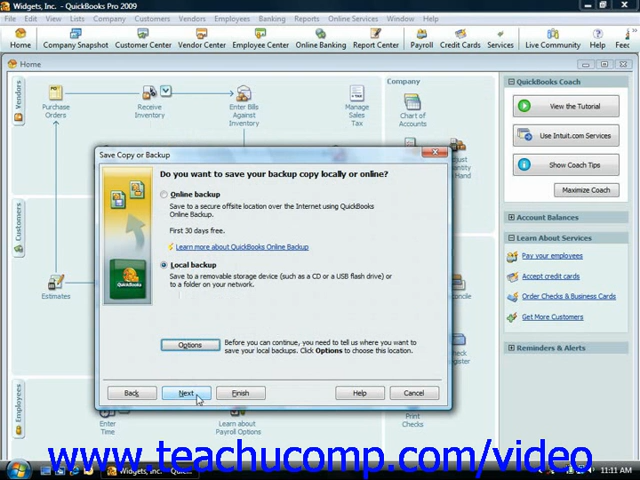 Widgets, Inc. - QuickBooks Pro 2009
File Edit View Lists Company Customers Vendors Employees Banking Reports Online Services Window Help
Home Company Snapshot Customer Center Vendor Center Employee Center Online Banking Report Center Payroll Credit Cards Services Live Community Help Feed
Home
Vendors
Purchase Orders
Receive Inventory
Enter Bills Against Inventory
Manage Sales Tax
Company
Chart of Accounts
Adjust Quantity On Hand
QuickBooks Coach
View the Tutorial
Use Intuit.com Services
Show Coach Tips
Maximize Coach
Account Balances
Learn About Services
Pay your employees
Accept credit cards
Order Checks & Business Cards
Get More Customers
Reminders & Alerts
Save Copy or Backup
Do you want to save your backup copy locally or online?
Online backup
Save to a secure offsite location over the Internet using QuickBooks
Online Backup.
First 30 days free.
Learn more about QuickBooks Online Backup
Local backup
Save to a removable storage device (such as a CD or a USB flash drive) or
to a folder on your network.
QuickBooks
Options
Before you can continue, you need to tell us where you want to
save your local backups. Click Options to choose this location.
Back Next Finish Help Cancel
Customers
Estimates
Employees
Enter Time
Learn about Payroll Options
Print Checks
www.teachucomp.com/video
Widgets, Inc. - Quic...
11:11 AM